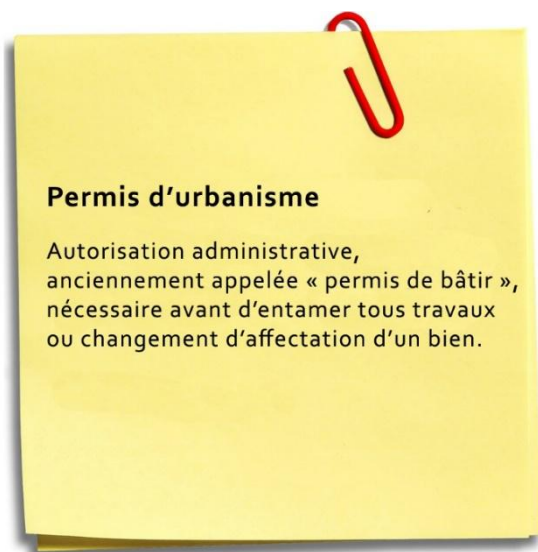 Permis d’urbanisme
Autorisation administrative,
anciennement appelée « permis de bâtir »,
nécessaire avant d’entamer tous travaux
ou changement d’affectation d’un bien.